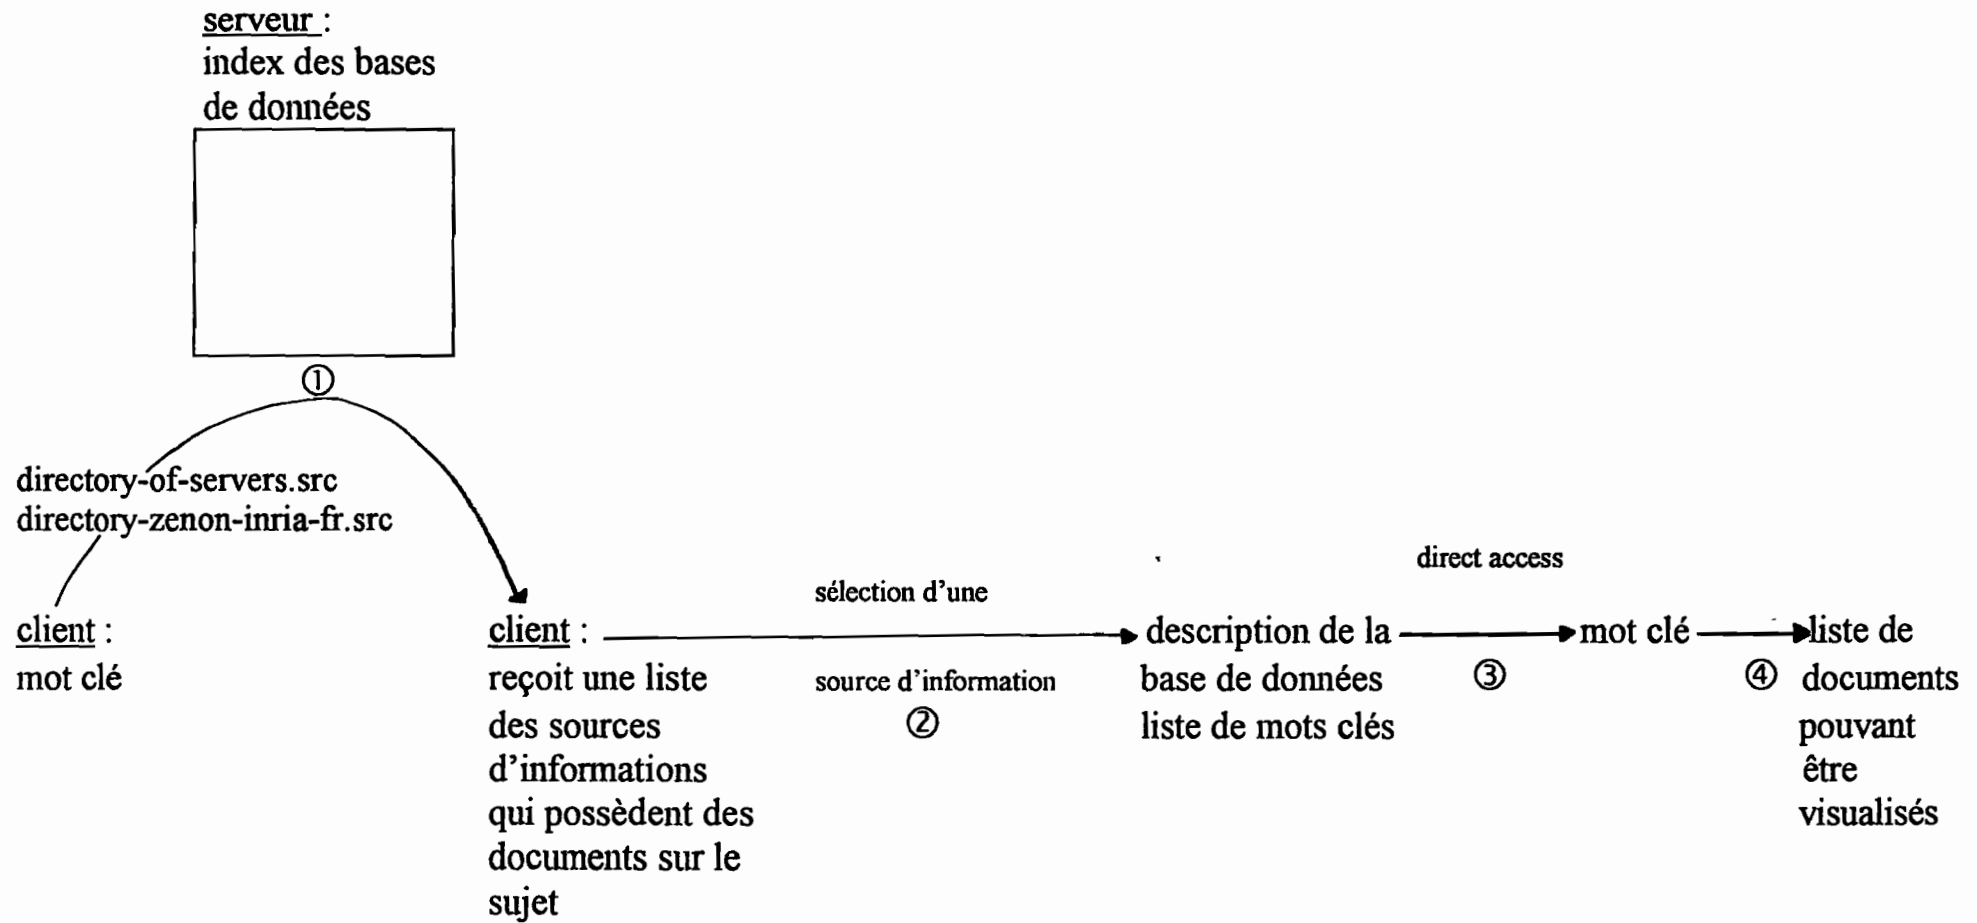 serveur :
index des bases
de données
①
directory-of-servers.src
directory-zenon-inria-fr.src
client :
mot clé
client :
reçoit une liste
des sources
d'informations
qui possèdent des
documents sur le
sujet
sélection d'une
source d'information
②
description de la
base de données
liste de mots clés
direct access
③
mot clé
④
liste de
documents
pouvant
être
visualisés